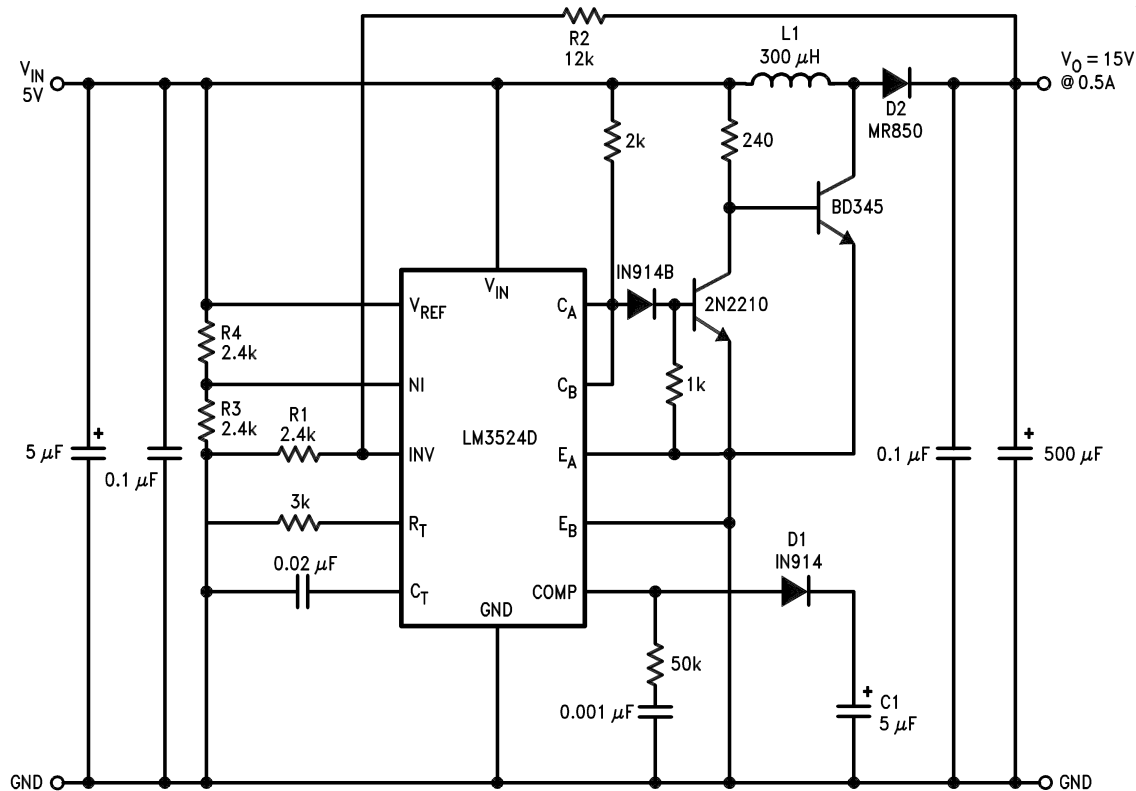 R2
12k
L1
300 μH
VIN
5V
VO = 15V
@ 0.5A
D2
MR850
2k
240
BD345
IN914B
2N2210
VIN
VREF
CA
R4
2.4k
NI
CB
1k
R3
2.4k
R1
2.4k
LM3524D
5 μF
+
0.1 μF
INV
EA
0.1 μF
+
500 μF
3k
RT
EB
D1
IN914
0.02 μF
CT
COMP
GND
50k
0.001 μF
+
C1
5 μF
GND
GND